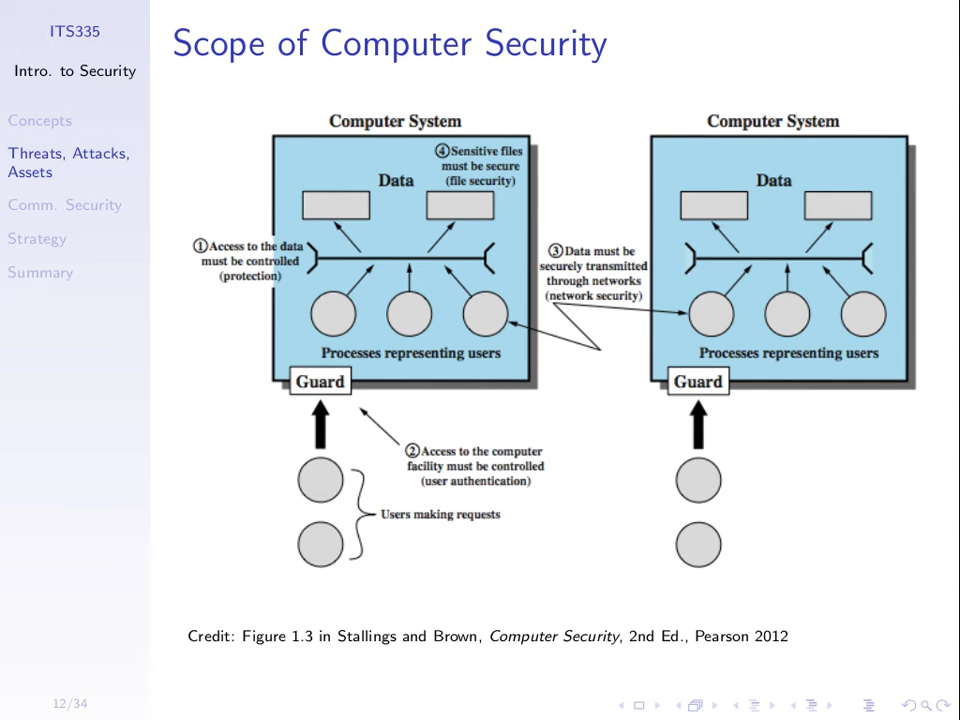 ITS335
Intro. to Security
Concepts
Threats, Attacks,
Assets
Comm. Security
Strategy
Summary
12/34
Scope of Computer Security
Computer System
④Sensitive files
must be secure
(file security)
Data
①Access to the data
must be controlled
(protection)
Processes representing users
Guard
②Access to the computer
facility must be controlled
(user authentication)
Users making requests
③Data must be
securely transmitted
through networks
(network security)
Computer System
Data
Processes representing users
Guard
Credit: Figure 1.3 in Stallings and Brown, Computer Security, 2nd Ed., Pearson 2012